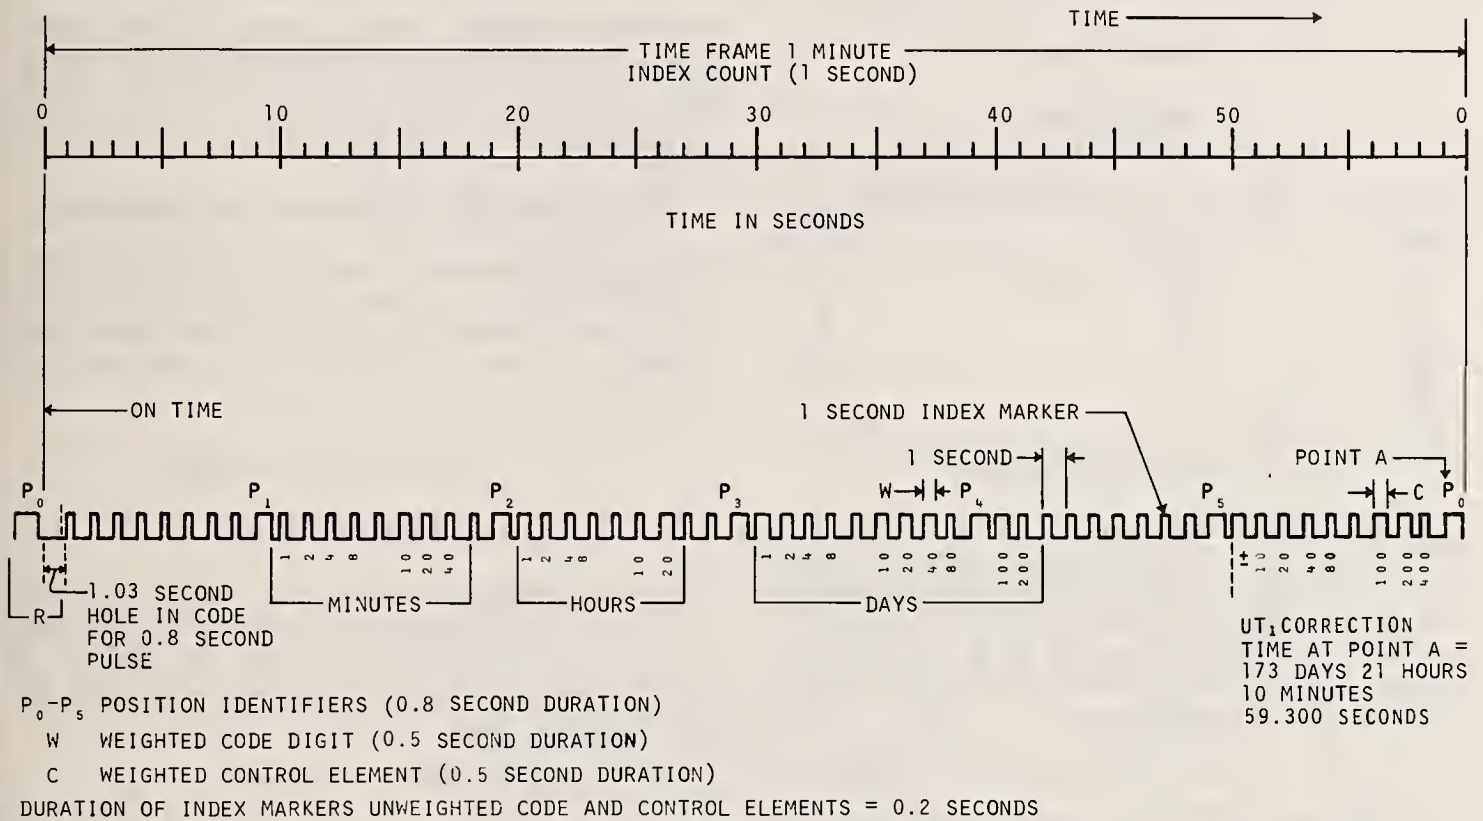 TIME
TIME FRAME 1 MINUTE
INDEX COUNT (1 SECOND)
0 10 20 30 40 50 0
TIME IN SECONDS
ON TIME
1 SECOND INDEX MARKER
1 SECOND
POINT A
P0 P1 P2 P3 W P4 P5 C P0
1 2 4 8 10 20 40 1 2 4 8 10 20 1 2 4 8 10 20 40 80 100 200 1+ 10 20 40 80 100 200 400
R
MINUTES
HOURS
DAYS
1.03 SECOND
HOLE IN CODE
FOR 0.8 SECOND
PULSE
UT1 CORRECTION
TIME AT POINT A =
173 DAYS 21 HOURS
10 MINUTES
59.300 SECONDS
P0-P5 POSITION IDENTIFIERS (0.8 SECOND DURATION)
W WEIGHTED CODE DIGIT (0.5 SECOND DURATION)
C WEIGHTED CONTROL ELEMENT (0.5 SECOND DURATION)
DURATION OF INDEX MARKERS UNWEIGHTED CODE AND CONTROL ELEMENTS = 0.2 SECONDS